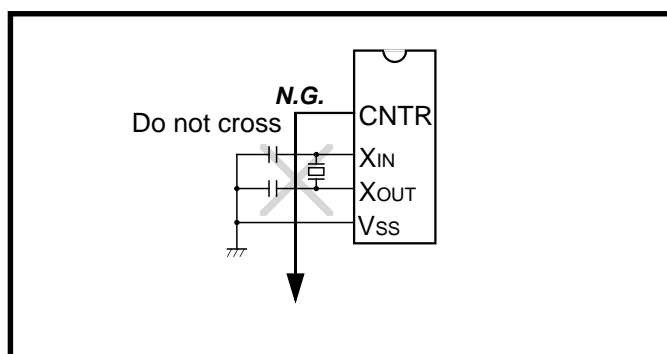 N.G.
Do not cross
CNTR
XIN
XOUT
VSS